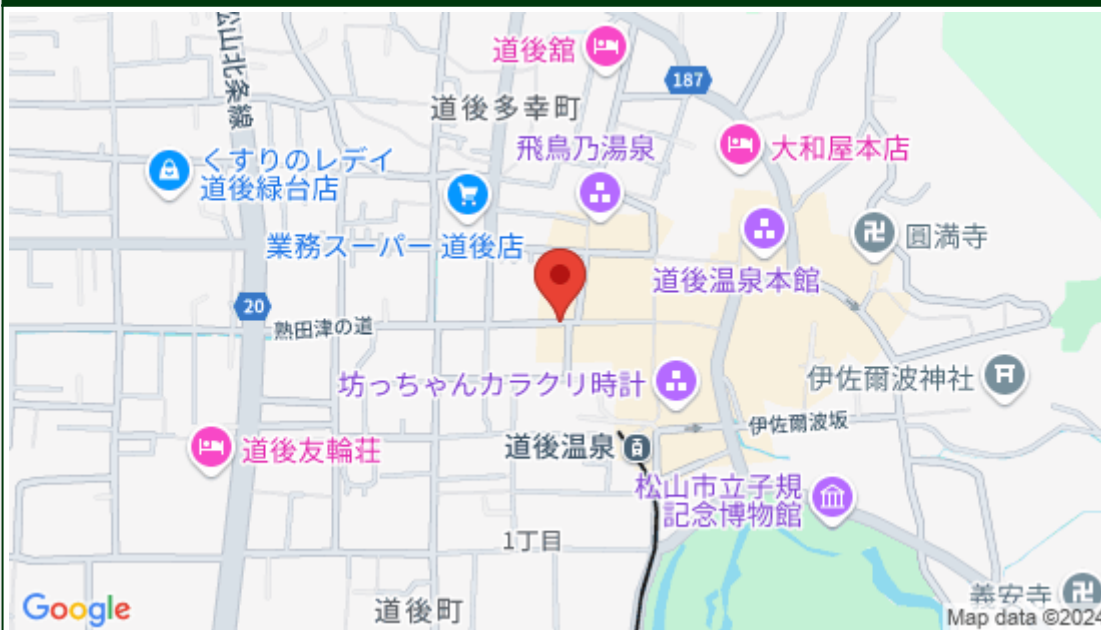 松山北条線
道後舘
187
道後多幸町
飛鳥乃湯泉
大和屋本店
くすりのレディ
道後緑台店
業務スーパー 道後店
圓満寺
道後温泉本館
20
熟田津の道
坊っちゃんカラクリ時計
伊佐爾波神社
伊佐爾波坂
道後温泉
道後友輪荘
松山市立子規
記念博物館
1丁目
道後町
義安寺
Google
Map data ©2024